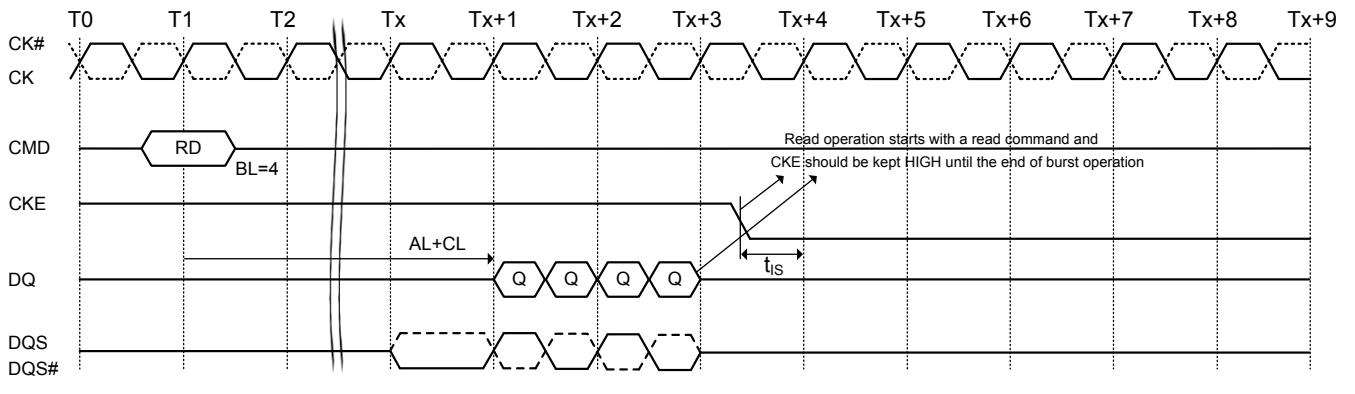 T0 T1 T2 Tx Tx+1 Tx+2 Tx+3 Tx+4 Tx+5 Tx+6 Tx+7 Tx+8 Tx+9
CK#
CK
Read operation starts with a read command and
CMD RD
CKE should be kept HIGH until the end of burst operation
BL=4
CKE
AL+CL
tIS
DQ Q Q Q Q
DQS
DQS#